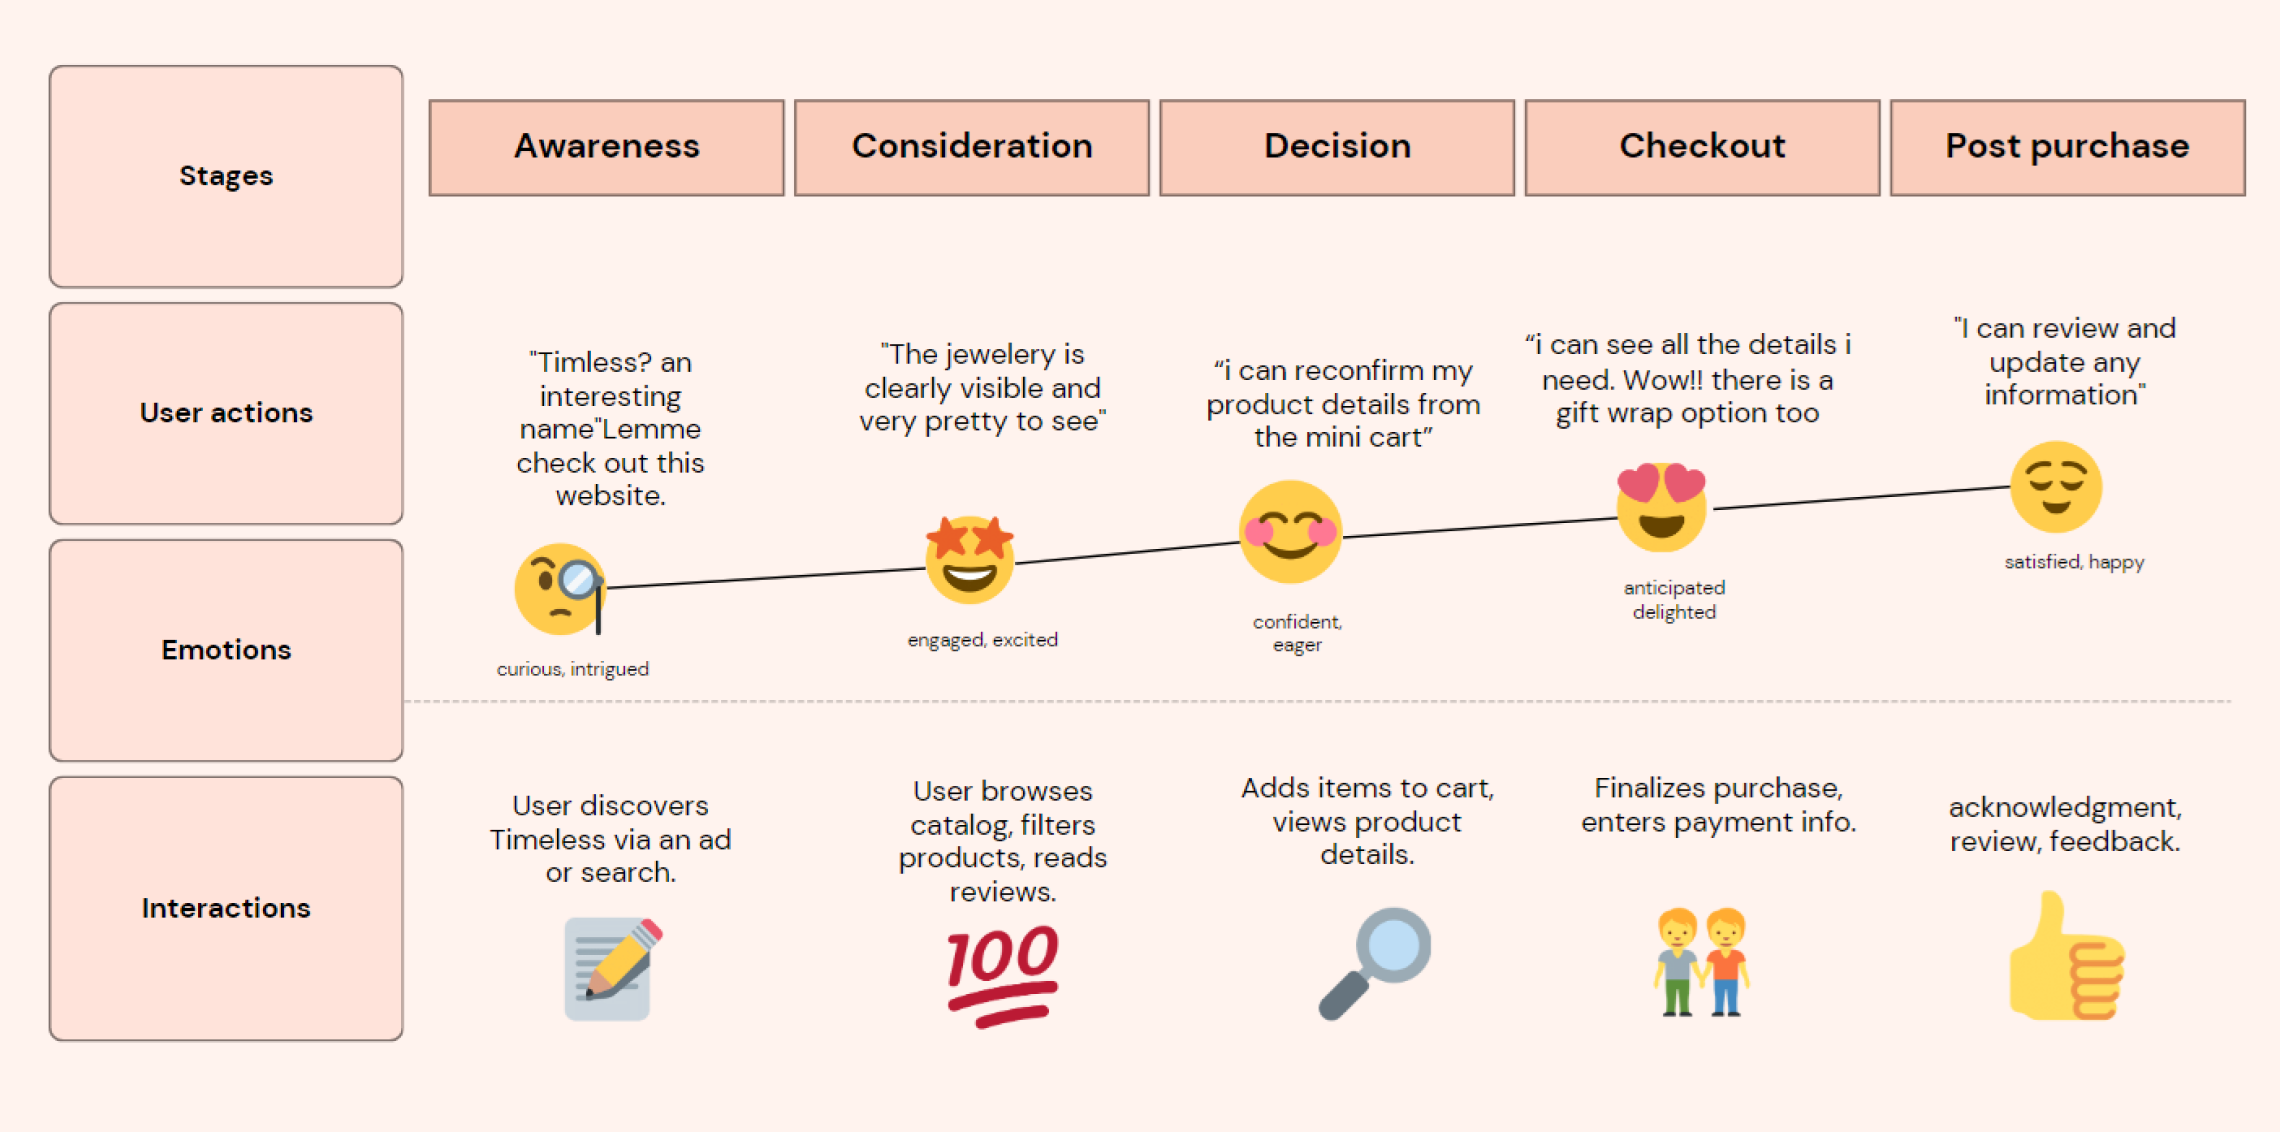 Stages
Awareness
Consideration
Decision
Checkout
Post purchase
User actions
"Timless? an
interesting
name"Lemme
check out this
website.
"The jewelery is
clearly visible and
very pretty to see"
“i can reconfirm my
product details from
the mini cart”
“i can see all the details i
need. Wow!! there is a
gift wrap option too
"I can review and
update any
information"
Emotions
curious, intrigued
engaged, excited
confident,
eager
anticipated
delighted
satisfied, happy
Interactions
User discovers
Timeless via an ad
or search.
User browses
catalog, filters
products, reads
reviews.
100
Adds items to cart,
views product
details.
Finalizes purchase,
enters payment info.
acknowledgment,
review, feedback.